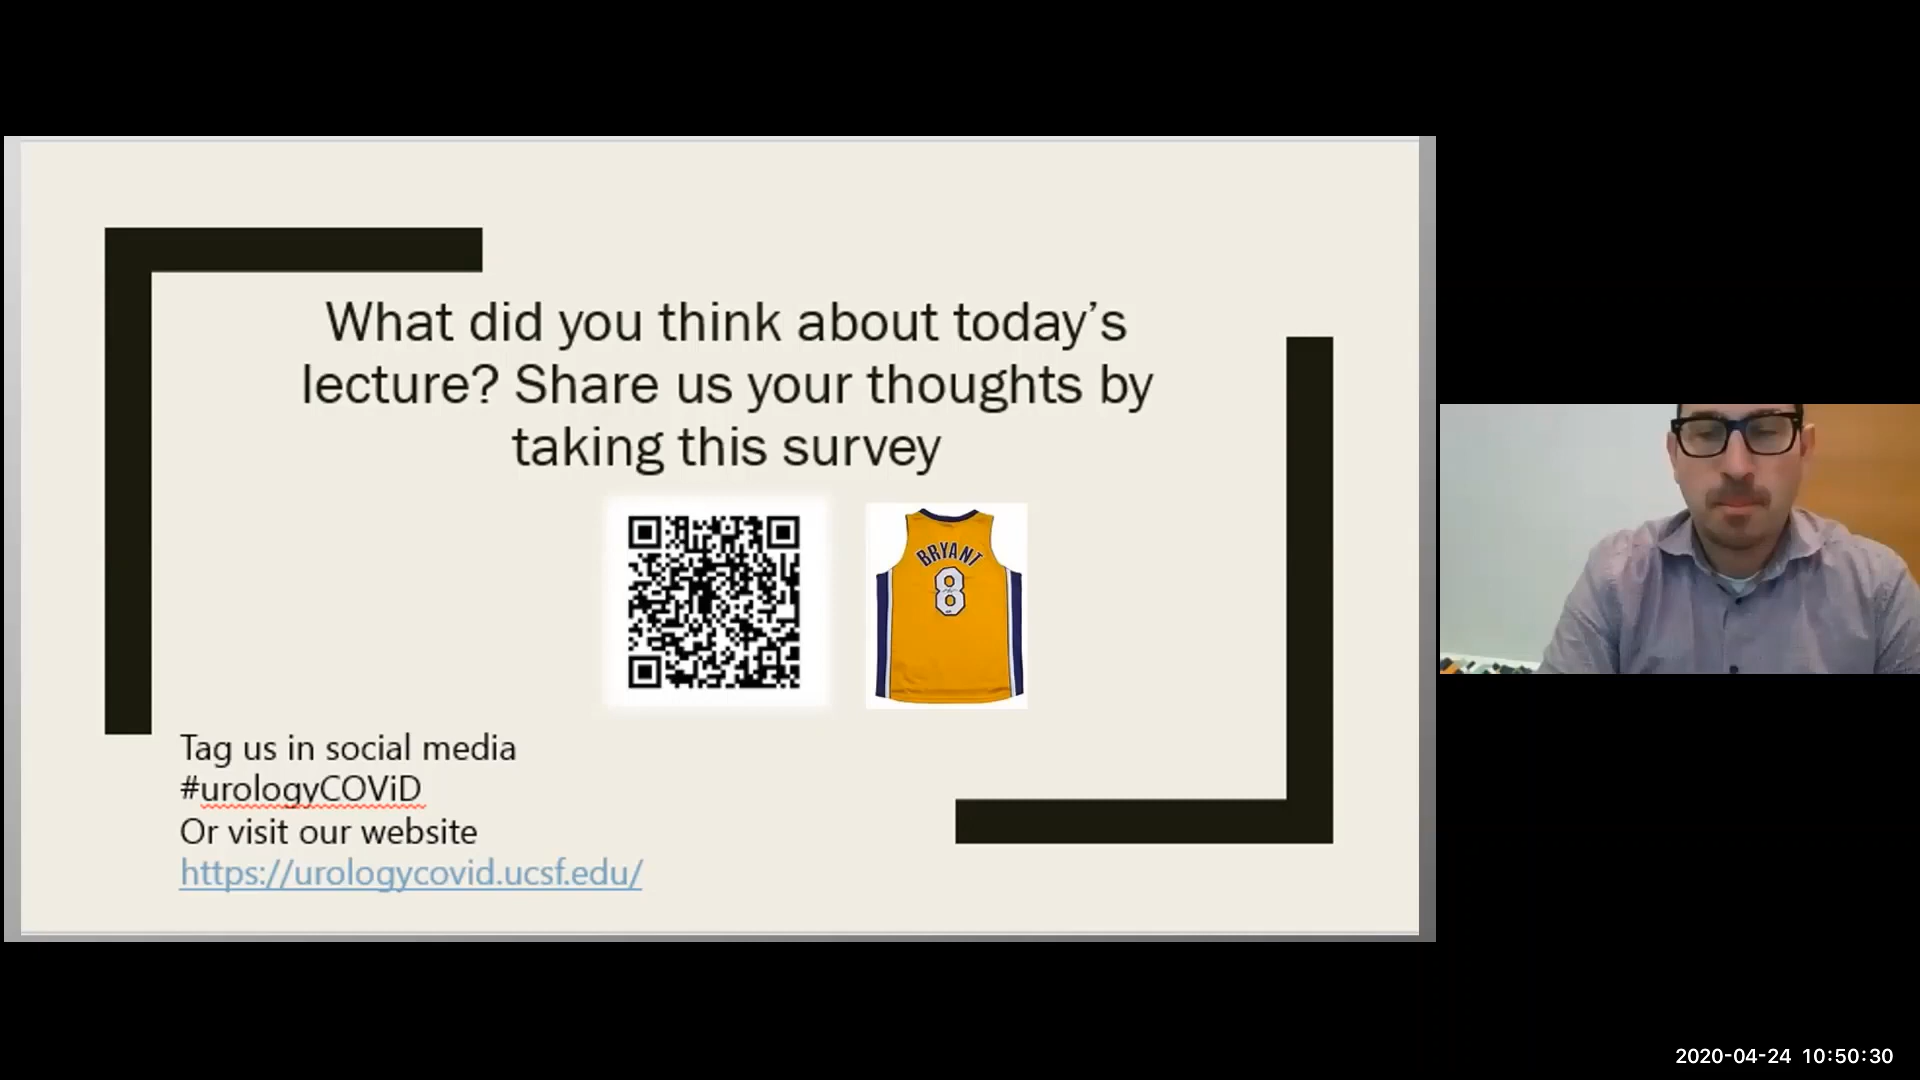 What did you think about today’s
lecture? Share us your thoughts by
taking this survey
BRYANT
8
Tag us in social media
#urologyCOViD
Or visit our website
https://urologycovid.ucsf.edu/
2020-04-24 10:50:30